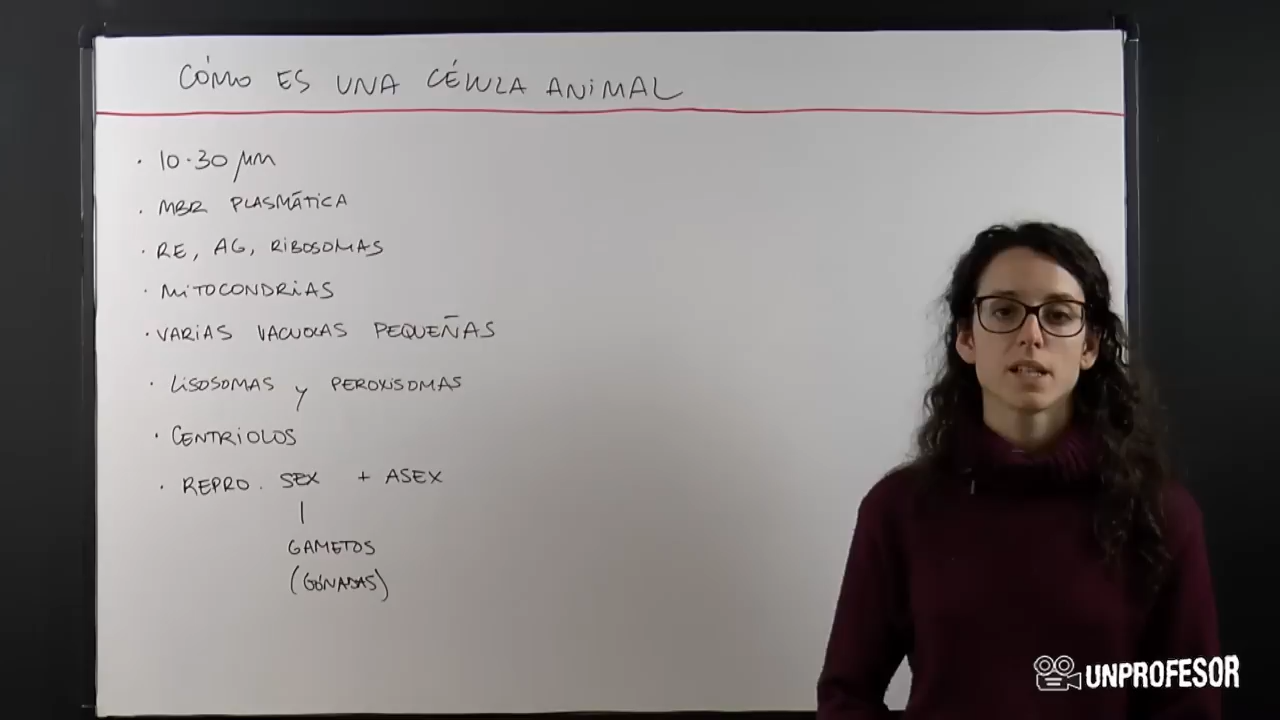 CÓMO ES UNA CÉLULA ANIMAL
· 10-30 μm
· MBR PLASMÁTICA
· RE, AG, RIBOSOMAS
· MITOCONDRIAS
· VARIAS VACUOLAS PEQUEÑAS
· LISOSOMAS Y PEROXISOMAS
· CENTRIOLOS
· REPRO. SEX + ASEX
GAMETOS
(GÓNADAS)
UNPROFESOR